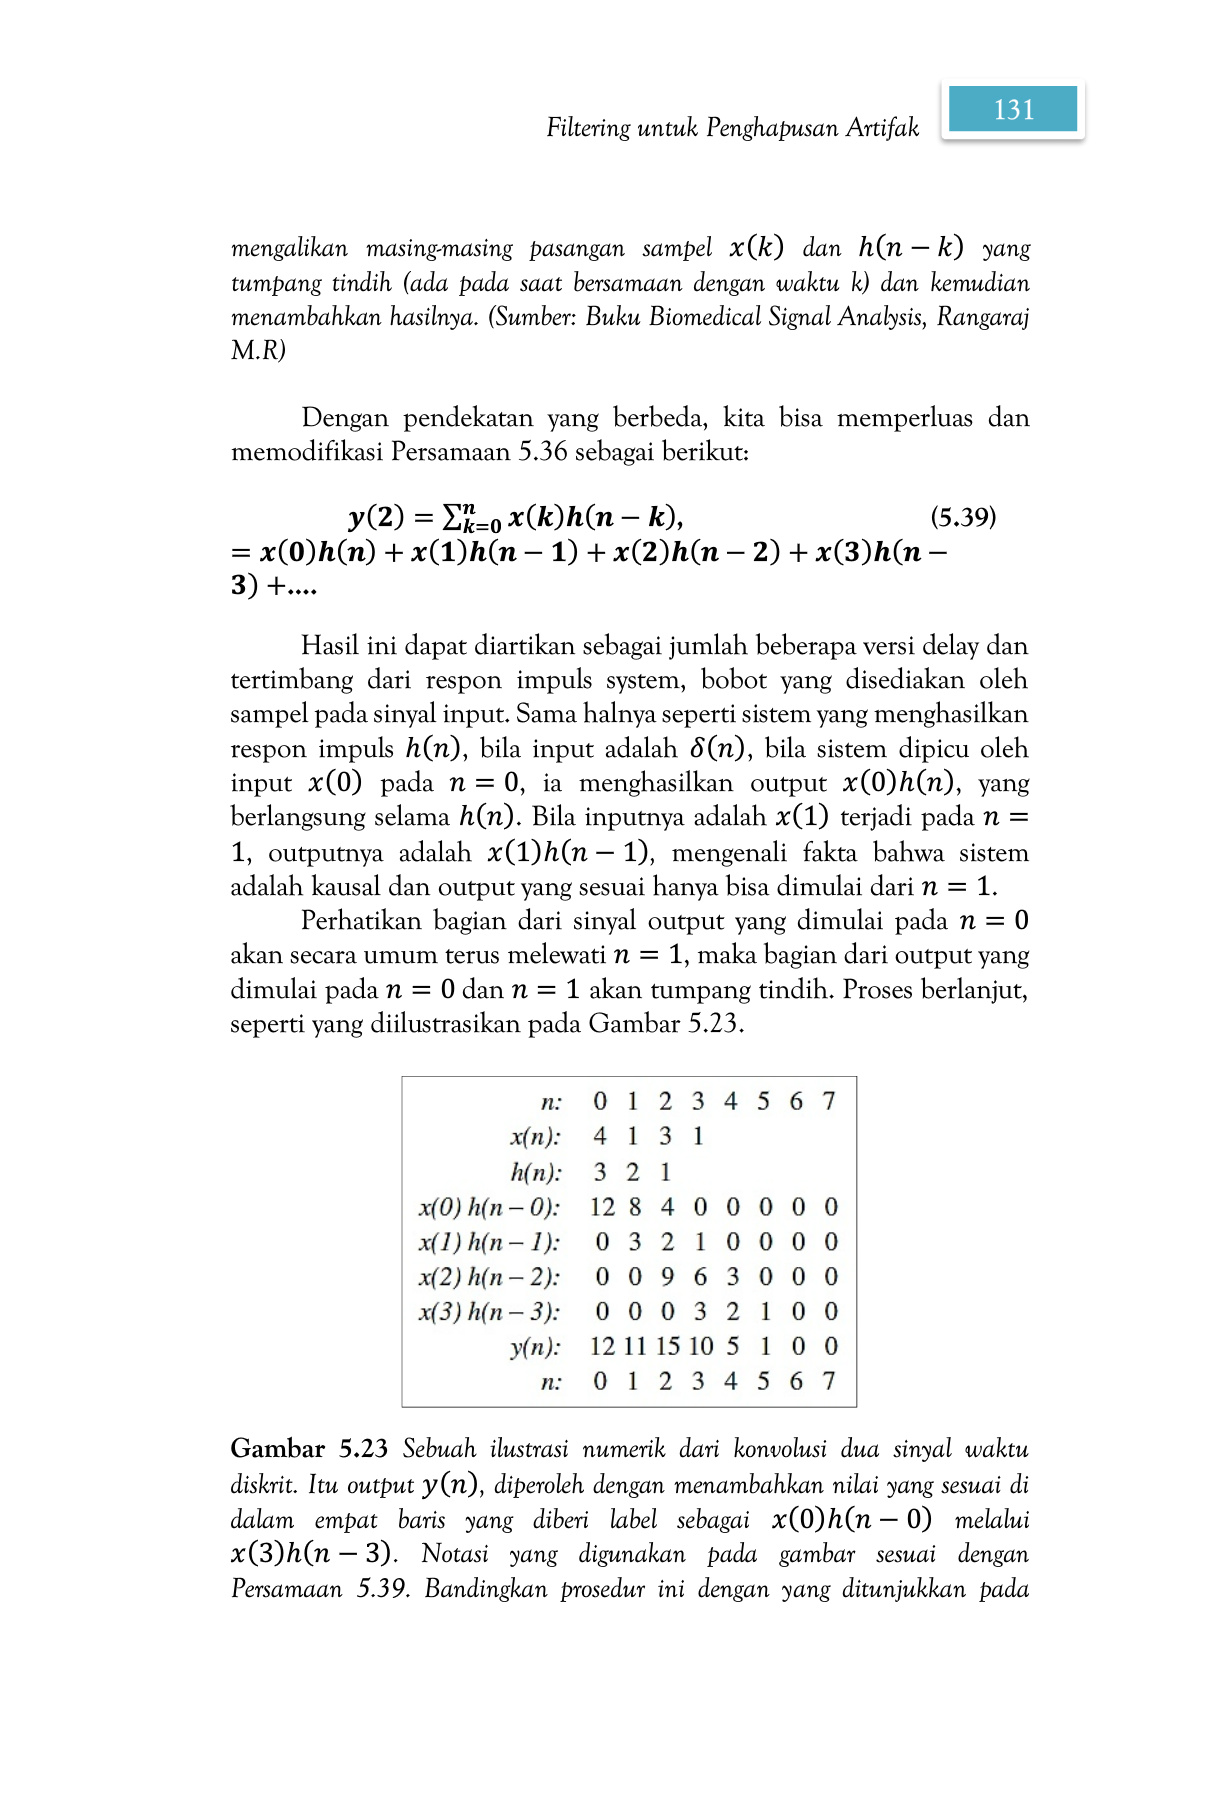 Filtering untuk Penghapusan Artifak
131
mengalikan masing-masing pasangan sampel x(k) dan h(n − k) yang
tumpang tindih (ada pada saat bersamaan dengan waktu k) dan kemudian
menambahkan hasilnya. (Sumber: Buku Biomedical Signal Analysis, Rangaraj
M.R)
Dengan pendekatan yang berbeda, kita bisa memperluas dan
memodifikasi Persamaan 5.36 sebagai berikut:
y(2) = ∑ⁿₖ₌₀ x(k)h(n − k), (5.39)
= x(0)h(n) + x(1)h(n − 1) + x(2)h(n − 2) + x(3)h(n −
3) +....
Hasil ini dapat diartikan sebagai jumlah beberapa versi delay dan
tertimbang dari respon impuls system, bobot yang disediakan oleh
sampel pada sinyal input. Sama halnya seperti sistem yang menghasilkan
respon impuls h(n), bila input adalah δ(n), bila sistem dipicu oleh
input x(0) pada n = 0, ia menghasilkan output x(0)h(n), yang
berlangsung selama h(n). Bila inputnya adalah x(1) terjadi pada n =
1, outputnya adalah x(1)h(n − 1), mengenali fakta bahwa sistem
adalah kausal dan output yang sesuai hanya bisa dimulai dari n = 1.
Perhatikan bagian dari sinyal output yang dimulai pada n = 0
akan secara umum terus melewati n = 1, maka bagian dari output yang
dimulai pada n = 0 dan n = 1 akan tumpang tindih. Proses berlanjut,
seperti yang diilustrasikan pada Gambar 5.23.
n: 0 1 2 3 4 5 6 7
x(n): 4 1 3 1
h(n): 3 2 1
x(0) h(n − 0): 12 8 4 0 0 0 0 0
x(1) h(n − 1): 0 3 2 1 0 0 0 0
x(2) h(n − 2): 0 0 9 6 3 0 0 0
x(3) h(n − 3): 0 0 0 3 2 1 0 0
y(n): 12 11 15 10 5 1 0 0
n: 0 1 2 3 4 5 6 7
Gambar 5.23 Sebuah ilustrasi numerik dari konvolusi dua sinyal waktu
diskrit. Itu output y(n), diperoleh dengan menambahkan nilai yang sesuai di
dalam empat baris yang diberi label sebagai x(0)h(n − 0) melalui
x(3)h(n − 3). Notasi yang digunakan pada gambar sesuai dengan
Persamaan 5.39. Bandingkan prosedur ini dengan yang ditunjukkan pada